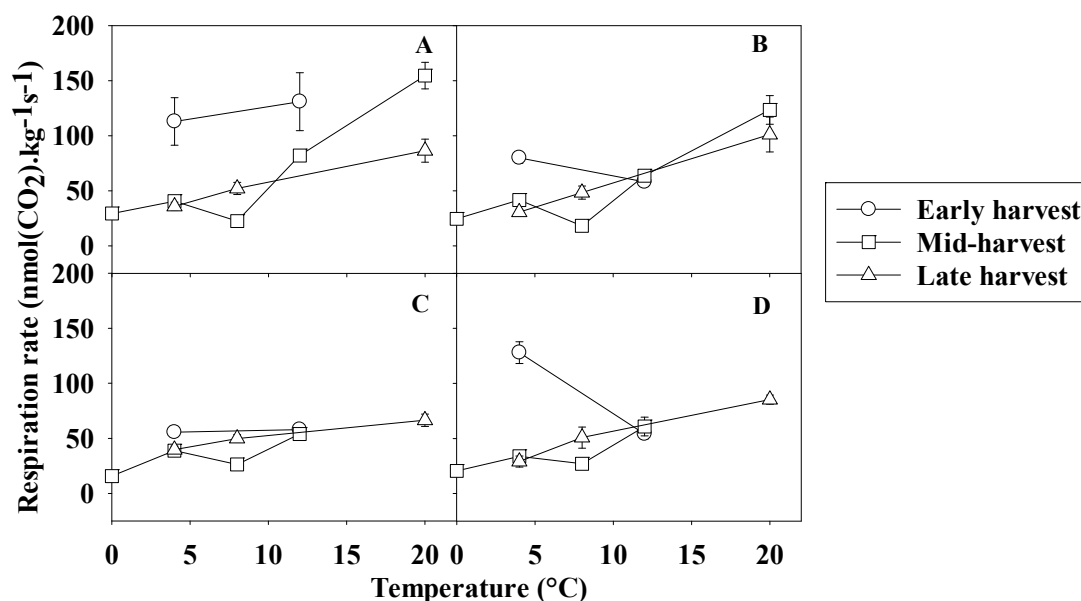 200
A
B
150
100
50
0
Early harvest
Mid-harvest
Late harvest
200
C
D
150
100
50
0
0 5 10 15 20 0 5 10 15 20
Temperature (°C)
Respiration rate (nmol(CO2).kg-1s-1)